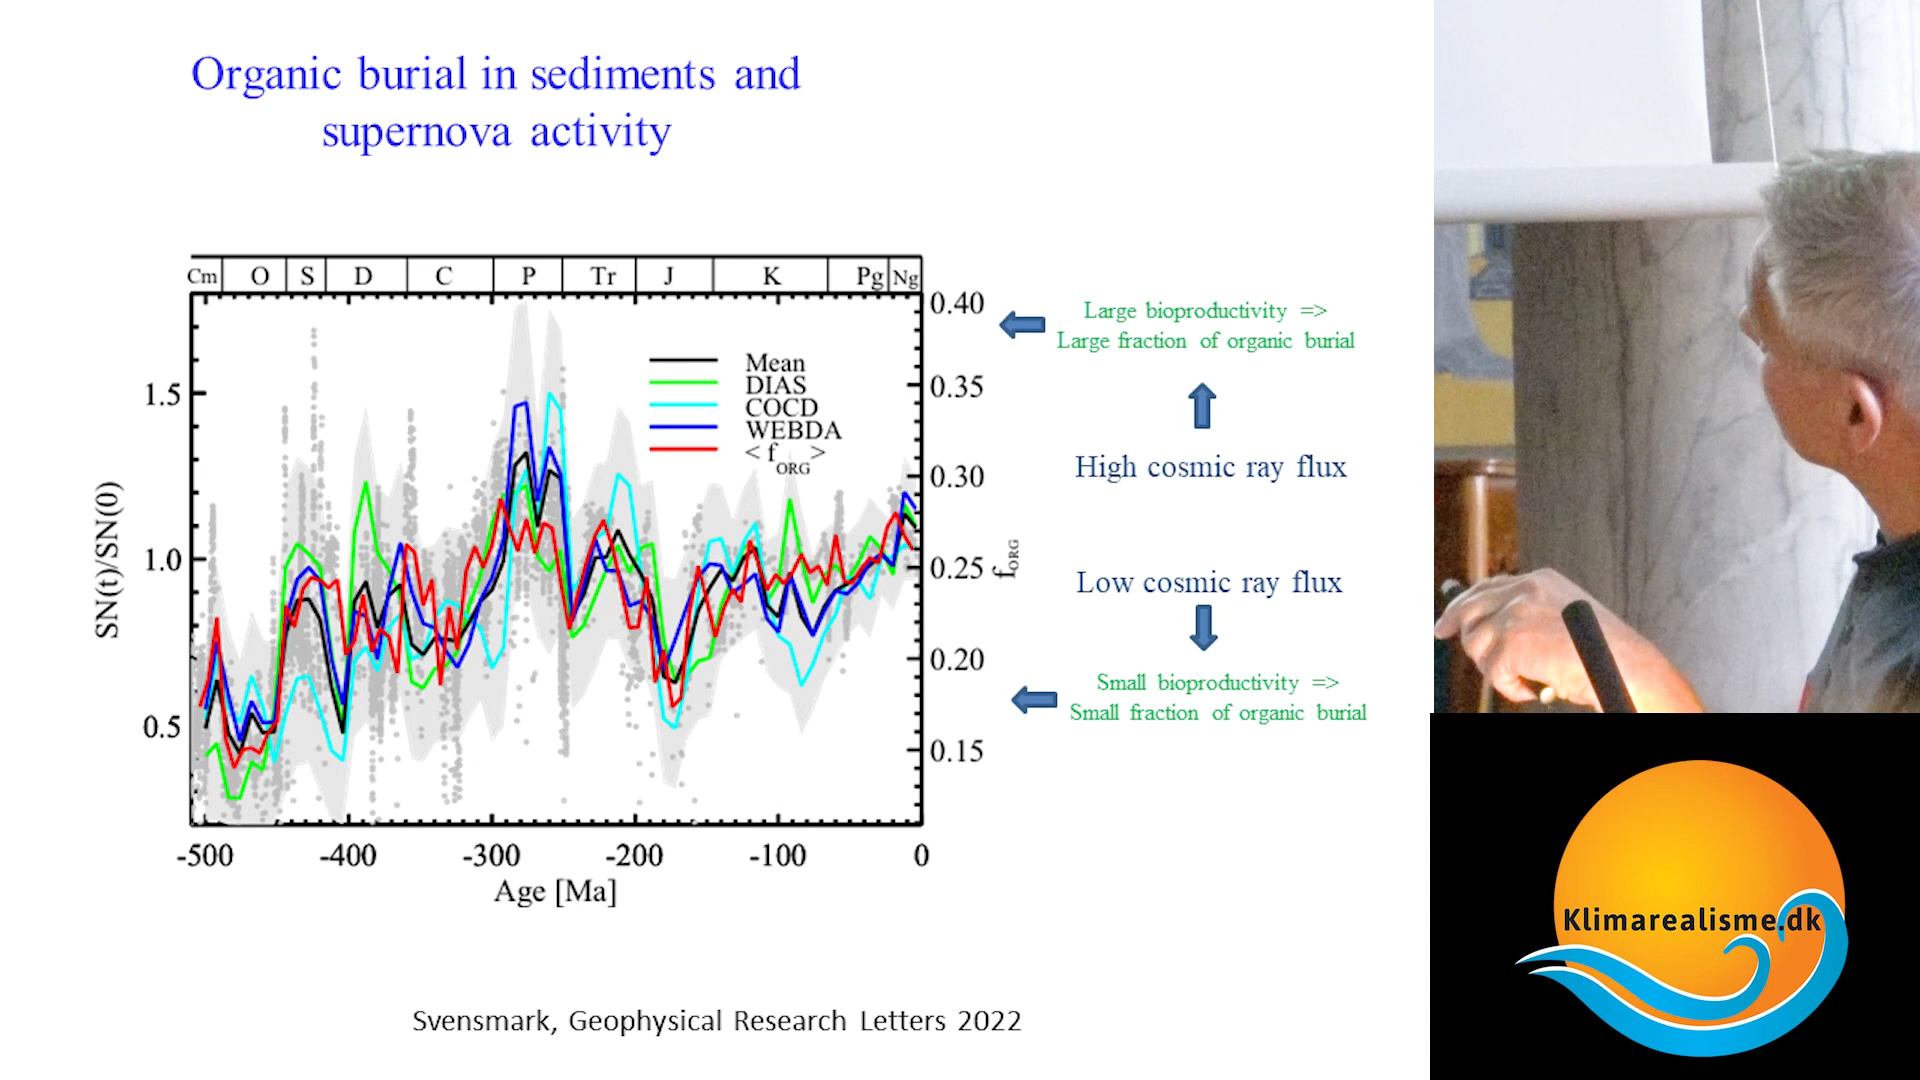 Organic burial in sediments and
supernova activity
Cm O S D C P Tr J K Pg Ng
Mean
DIAS
COCD
WEBDA
< fORG >
SN(t)/SN(0)
1.5
1.0
0.5
0.40
0.35
0.30
0.25
0.20
0.15
fORG
-500 -400 -300 -200 -100 0
Age [Ma]
Large bioproductivity =>
Large fraction of organic burial
High cosmic ray flux
Low cosmic ray flux
Small bioproductivity =>
Small fraction of organic burial
Svensmark, Geophysical Research Letters 2022
Klimarealisme.dk